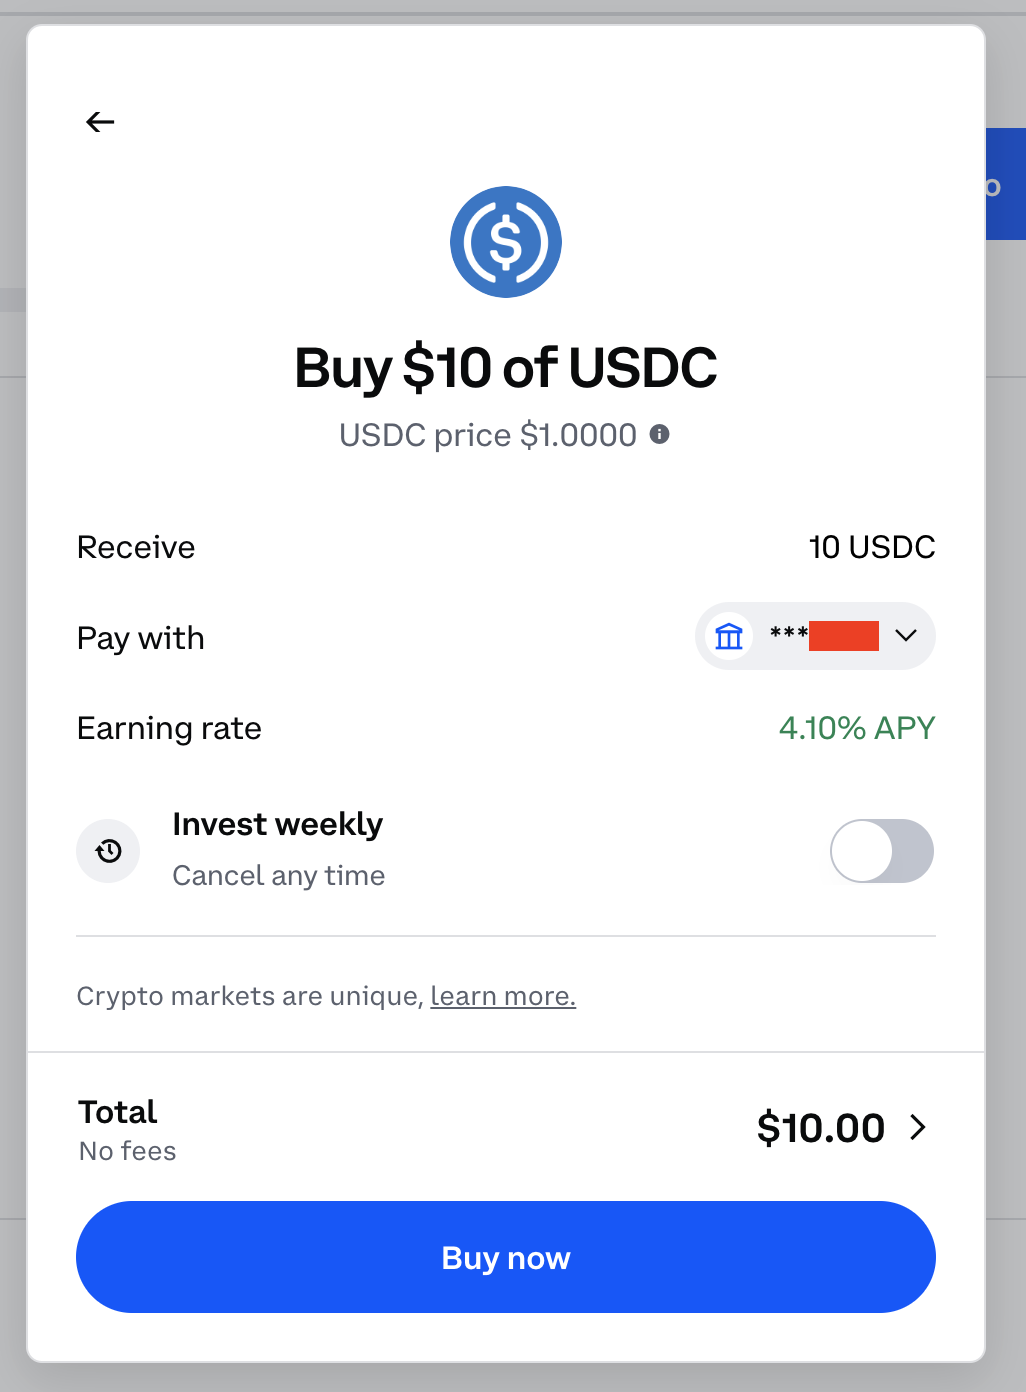 Buy $10 of USDC
USDC price $1.0000
Receive
10 USDC
Pay with
***
Earning rate
4.10% APY
Invest weekly
Cancel any time
Crypto markets are unique, learn more.
Total
No fees
$10.00
Buy now